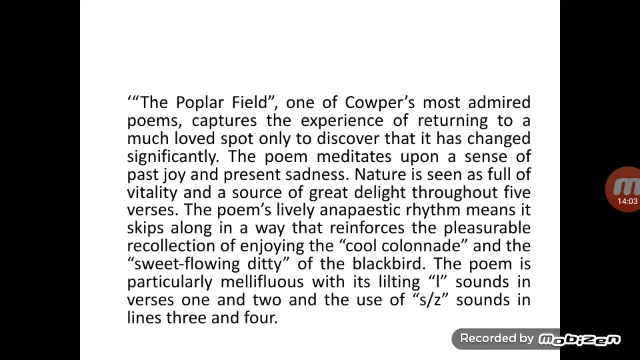 ‘“The Poplar Field”, one of Cowper’s most admired
poems, captures the experience of returning to a
much loved spot only to discover that it has changed
significantly. The poem meditates upon a sense of
past joy and present sadness. Nature is seen as full of
vitality and a source of great delight throughout five
verses. The poem’s lively anapaestic rhythm means it
skips along in a way that reinforces the pleasurable
recollection of enjoying the “cool colonnade” and the
“sweet-flowing ditty” of the blackbird. The poem is
particularly mellifluous with its lilting “l” sounds in
verses one and two and the use of “s/z” sounds in
lines three and four.
14:03
Recorded by mobizen